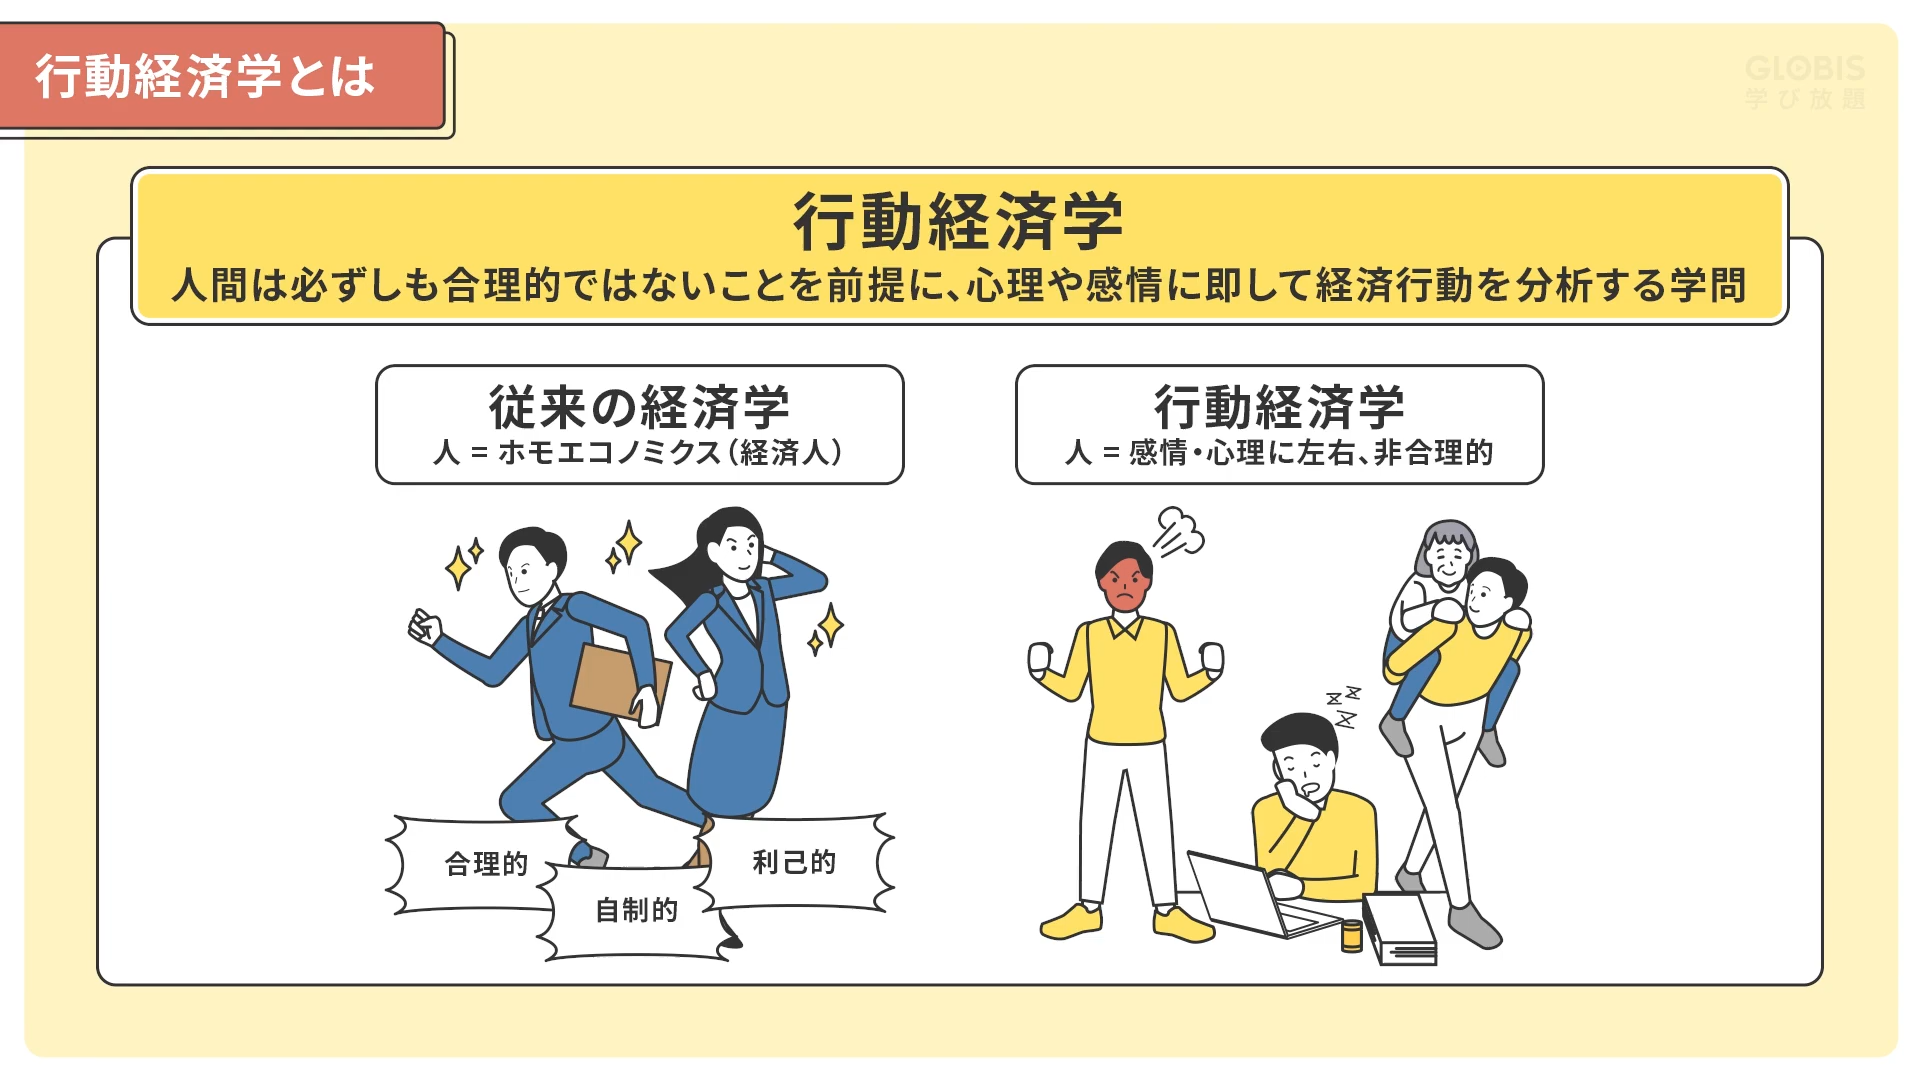 行動経済学とは
GLOBIS
学び放題
行動経済学
人間は必ずしも合理的ではないことを前提に、心理や感情に即して経済行動を分析する学問
従来の経済学
人 = ホモエコノミクス（経済人）
行動経済学
人 = 感情・心理に左右、非合理的
z z
z
合理的
利己的
自制的